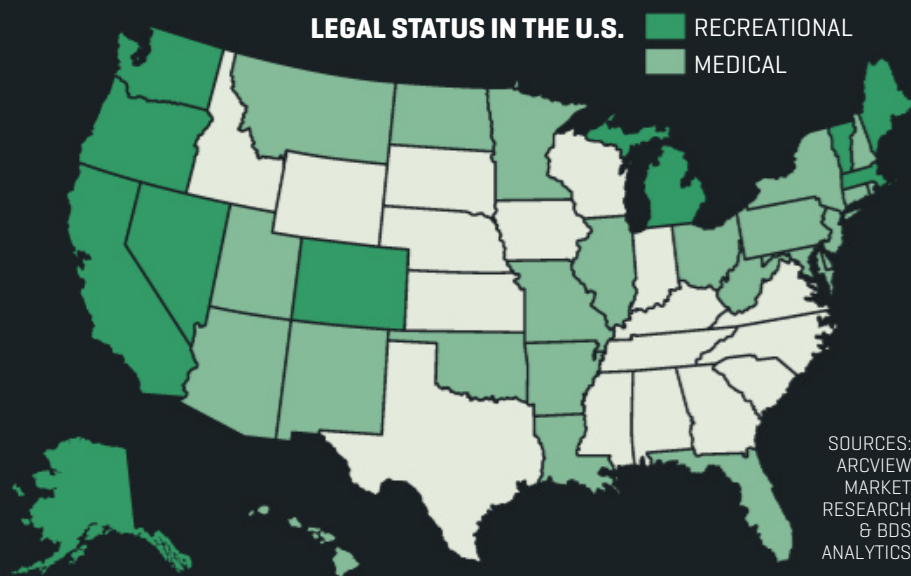 LEGAL STATUS IN THE U.S.
RECREATIONAL
MEDICAL
SOURCES:
ARCVIEW
MARKET
RESEARCH
& BDS
ANALYTICS